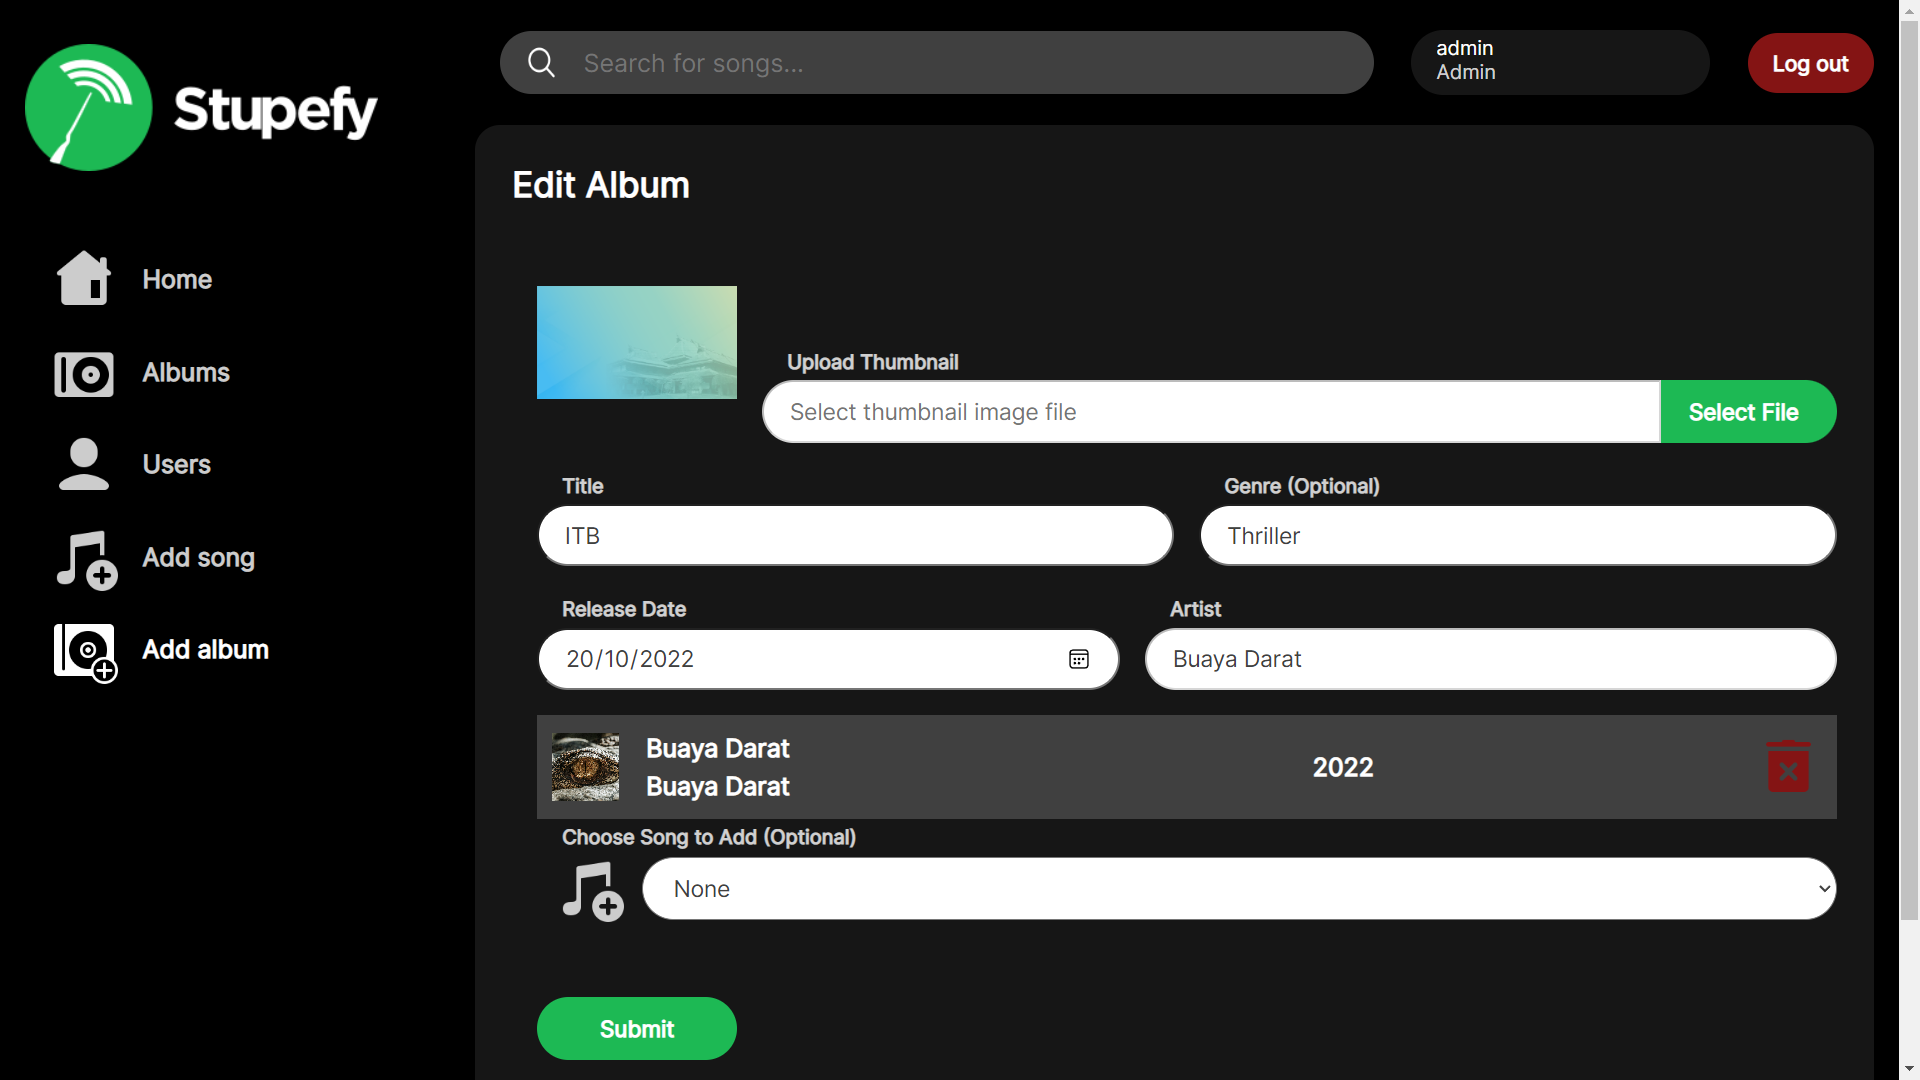 Stupefy
Search for songs...
admin
Admin
Log out
Home
Albums
Users
Add song
Add album
Edit Album
Upload Thumbnail
Select thumbnail image file
Select File
Title
Genre (Optional)
ITB
Thriller
Release Date
Artist
20/10/2022
Buaya Darat
Buaya Darat
Buaya Darat
2022
Choose Song to Add (Optional)
None
Submit